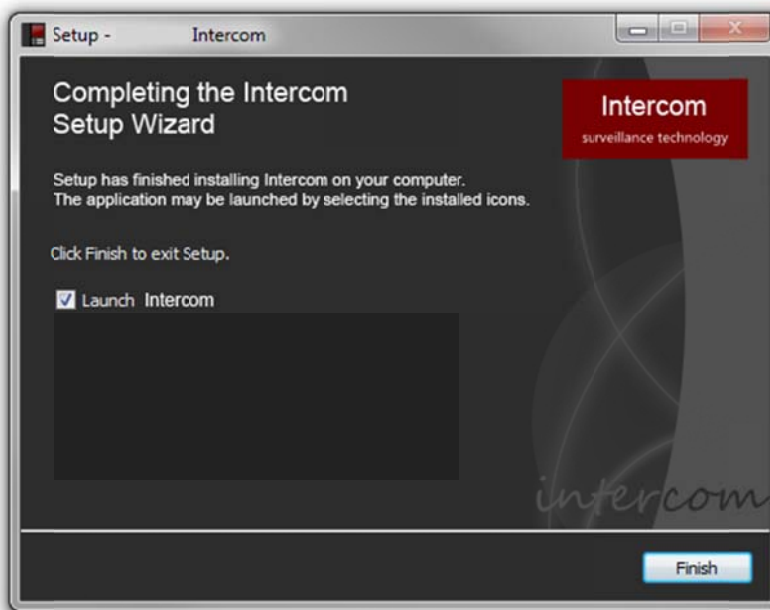 Setup - Intercom
Completing the Intercom
Setup Wizard
Intercom
surveillance technology
Setup has finished installing Intercom on your computer.
The application may be launched by selecting the installed icons.
Click Finish to exit Setup.
Launch Intercom
intercom
Finish